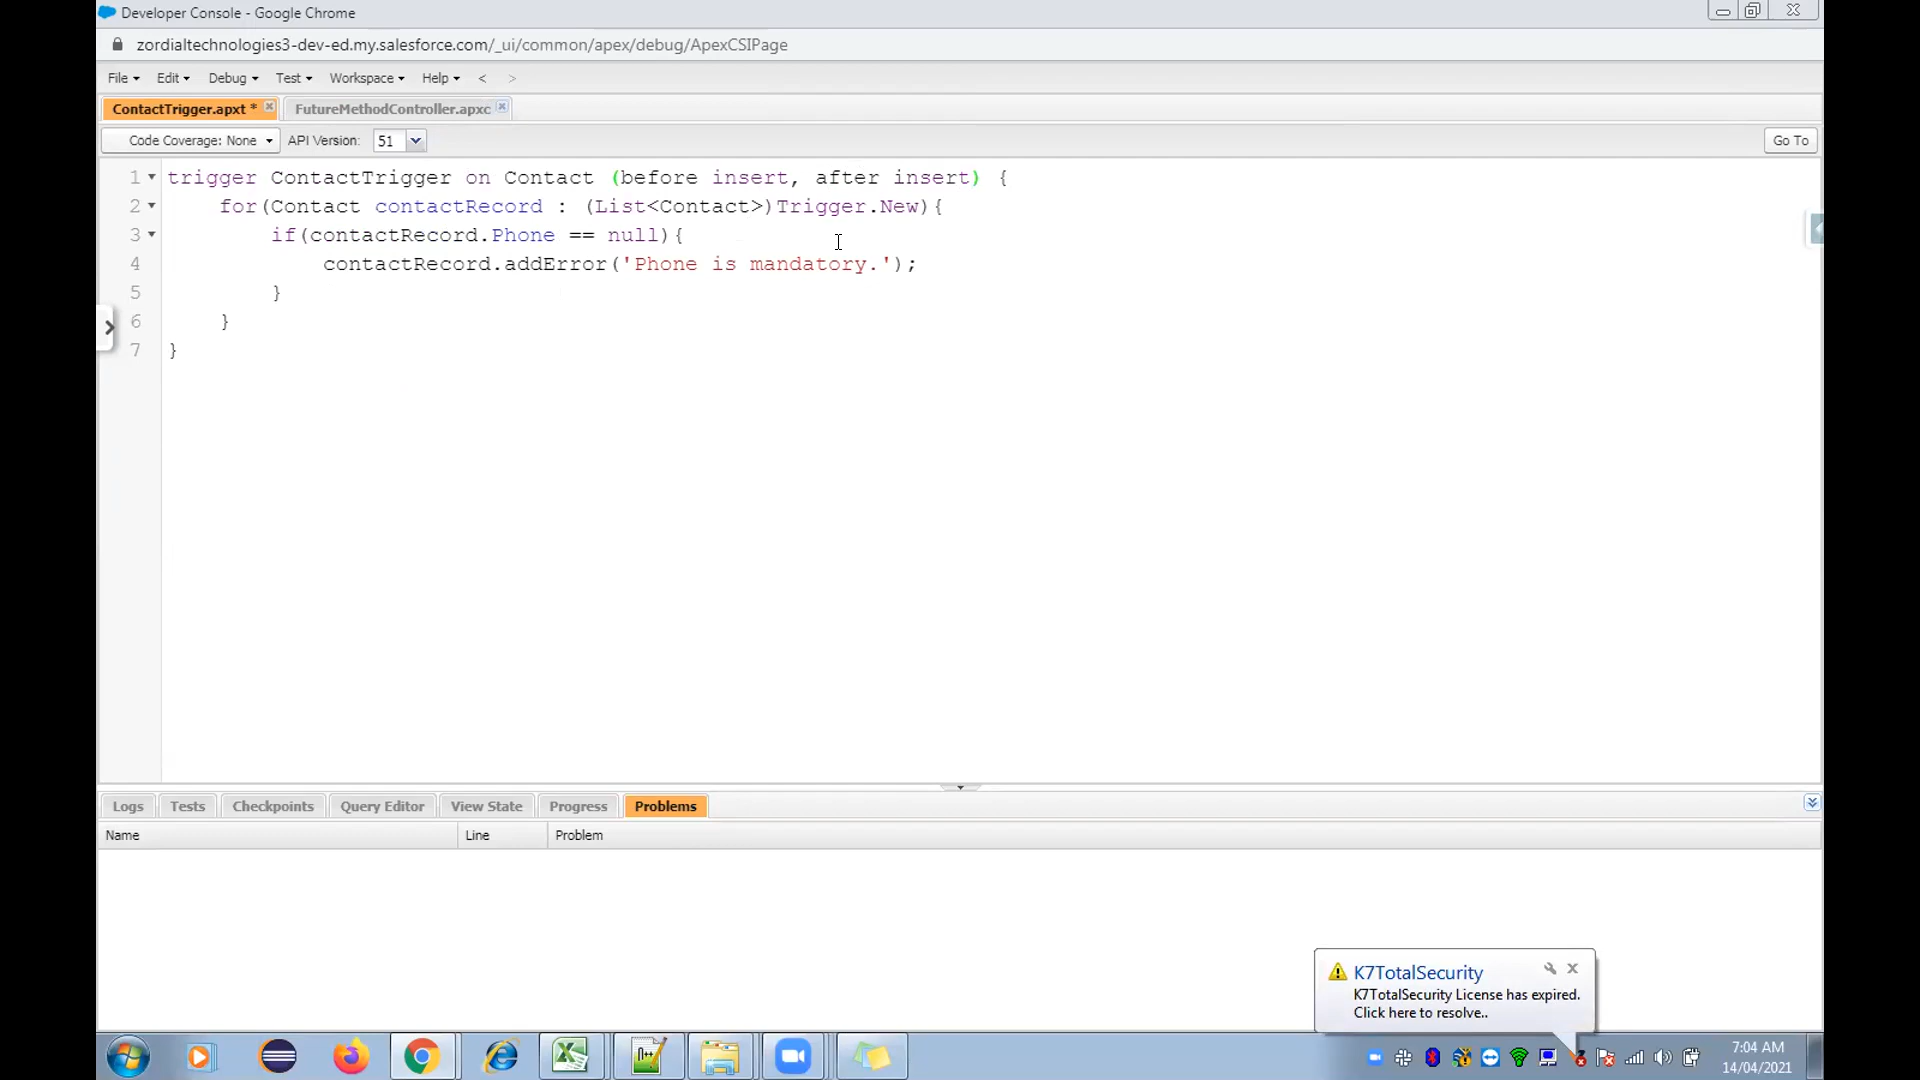 Developer Console - Google Chrome
zordialtechnologies3-dev-ed.my.salesforce.com/_ui/common/apex/debug/ApexCSIPage
File Edit Debug Test Workspace Help < >
ContactTrigger.apxt * FutureMethodController.apxc
Code Coverage: None API Version: 51 Go To
1 trigger ContactTrigger on Contact (before insert, after insert) {
2 for(Contact contactRecord : (List<Contact>)Trigger.New){
3 if(contactRecord.Phone == null){
4 contactRecord.addError('Phone is mandatory.');
5 }
6 }
7 }
Logs Tests Checkpoints Query Editor View State Progress Problems
Name Line Problem
K7TotalSecurity
K7TotalSecurity License has expired.
Click here to resolve..
7:04 AM
14/04/2021